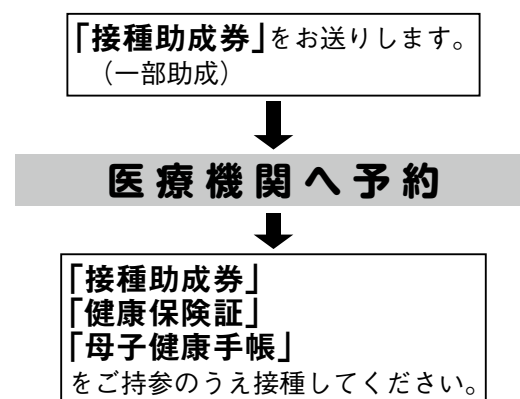 「接種助成券」をお送りします。
（一部助成）
医療機関へ予約
「接種助成券」
「健康保険証」
「母子健康手帳」
をご持参のうえ接種してください。